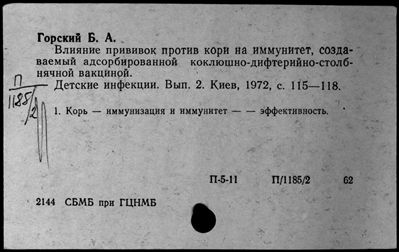 Горский Б. А.
Влияние прививок против кори на иммунитет, созда-
ваемый адсорбированной коклюшно-дифтерийно-столб-
нячной вакциной.
Детские инфекции. Вып. 2. Киев, 1972, с. 115—118.
П
1185/2
1. Корь — иммунизация и иммунитет — — эффективность.
П-5-11 П/1185/2 62
2144 СБМБ при ГЦНМБ